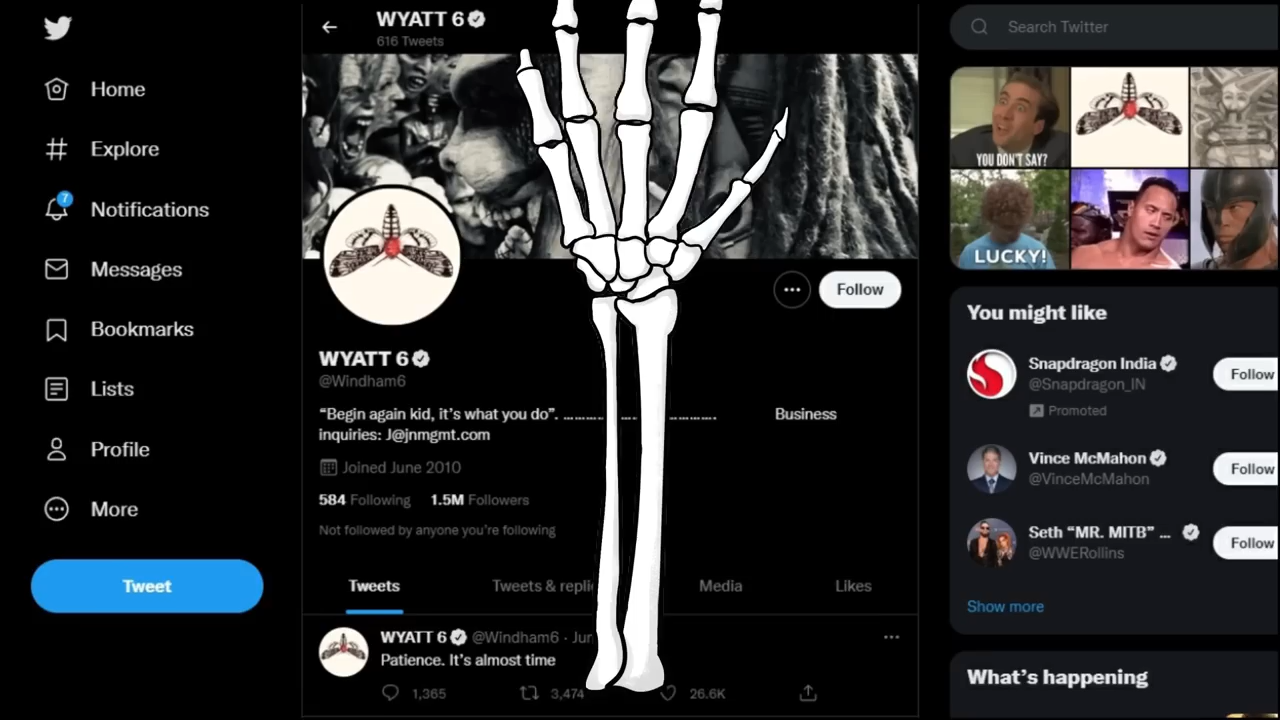 Home
Explore
7
Notifications
Messages
Bookmarks
Lists
Profile
More
Tweet
WYATT 6
616 Tweets
Follow
WYATT 6
@Windham6
“Begin again kid, it’s what you do”. Business
inquiries: J@jnmgmt.com
Joined June 2010
584 Following 1.5M Followers
Not followed by anyone you’re following
Tweets Media Likes
Tweets &
WYATT 6 @Windham6 ·
Patience. It’s almost time
1,365 3,474 26.6K
Search Twitter
YOU DON'T SAY?
LUCKY!
You might like
Snapdragon India
@Snapdragon_IN
Promoted
Follow
Vince McMahon
@VinceMcMahon
Follow
Seth “MR. MITB” ...
@WWERollins
Follow
Show more
What’s happening